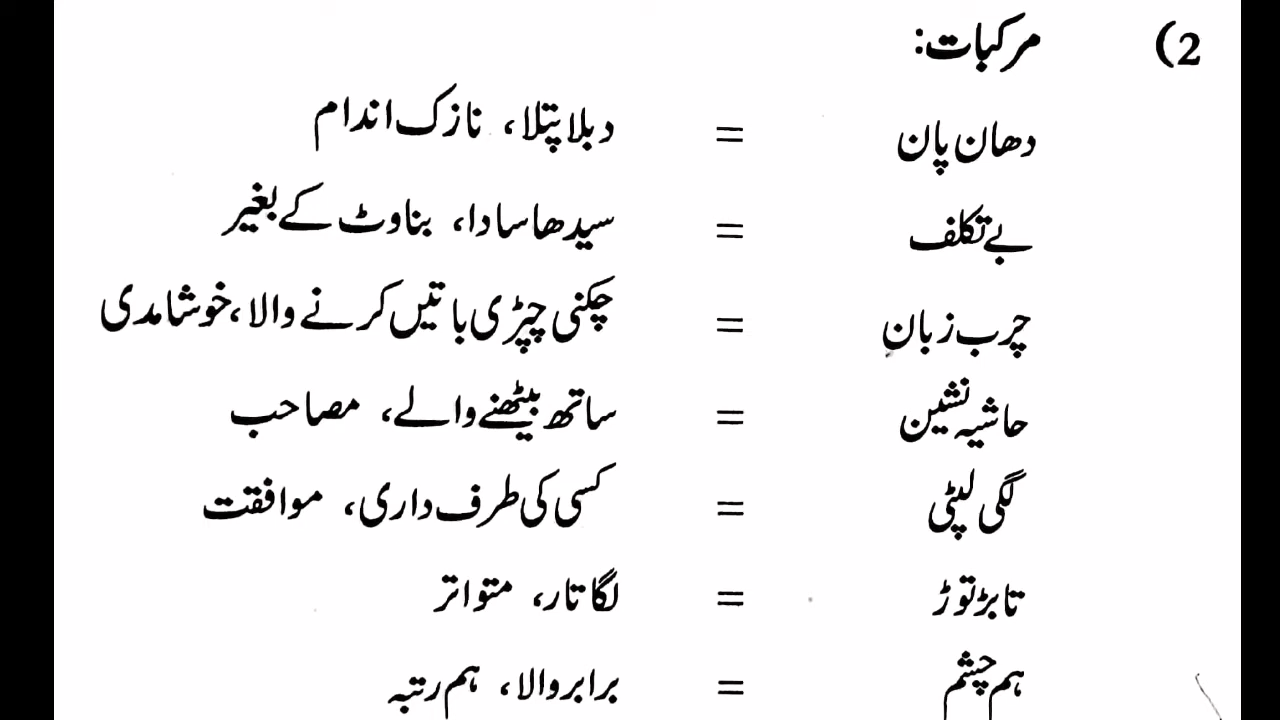 2) مرکبات:
دھان پان = دبلا پتلا، نازک اندام
بے تکلف = سیدھا سادا، بناوٹ کے بغیر
چرب زبان = چکنی چپڑی باتیں کرنے والا، خوشامدی
حاشیہ نشین = ساتھ بیٹھنے والے، مصاحب
لگی لپٹی = کسی کی طرف داری، موافقت
تابڑ توڑ = لگاتار، متواتر
ہم چشم = برابر والا، ہم رتبہ